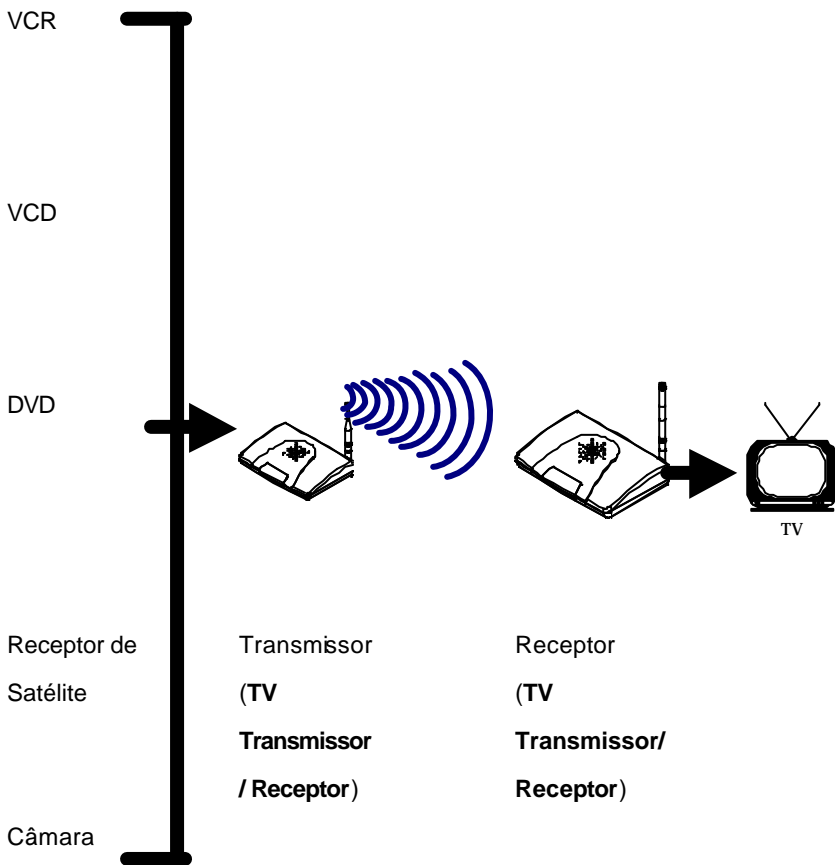 VCR
VCD
DVD
TV
Receptor de
Satélite
Transmissor
(TV
Transmissor
/ Receptor)
Receptor
(TV
Transmissor/
Receptor)
Câmara